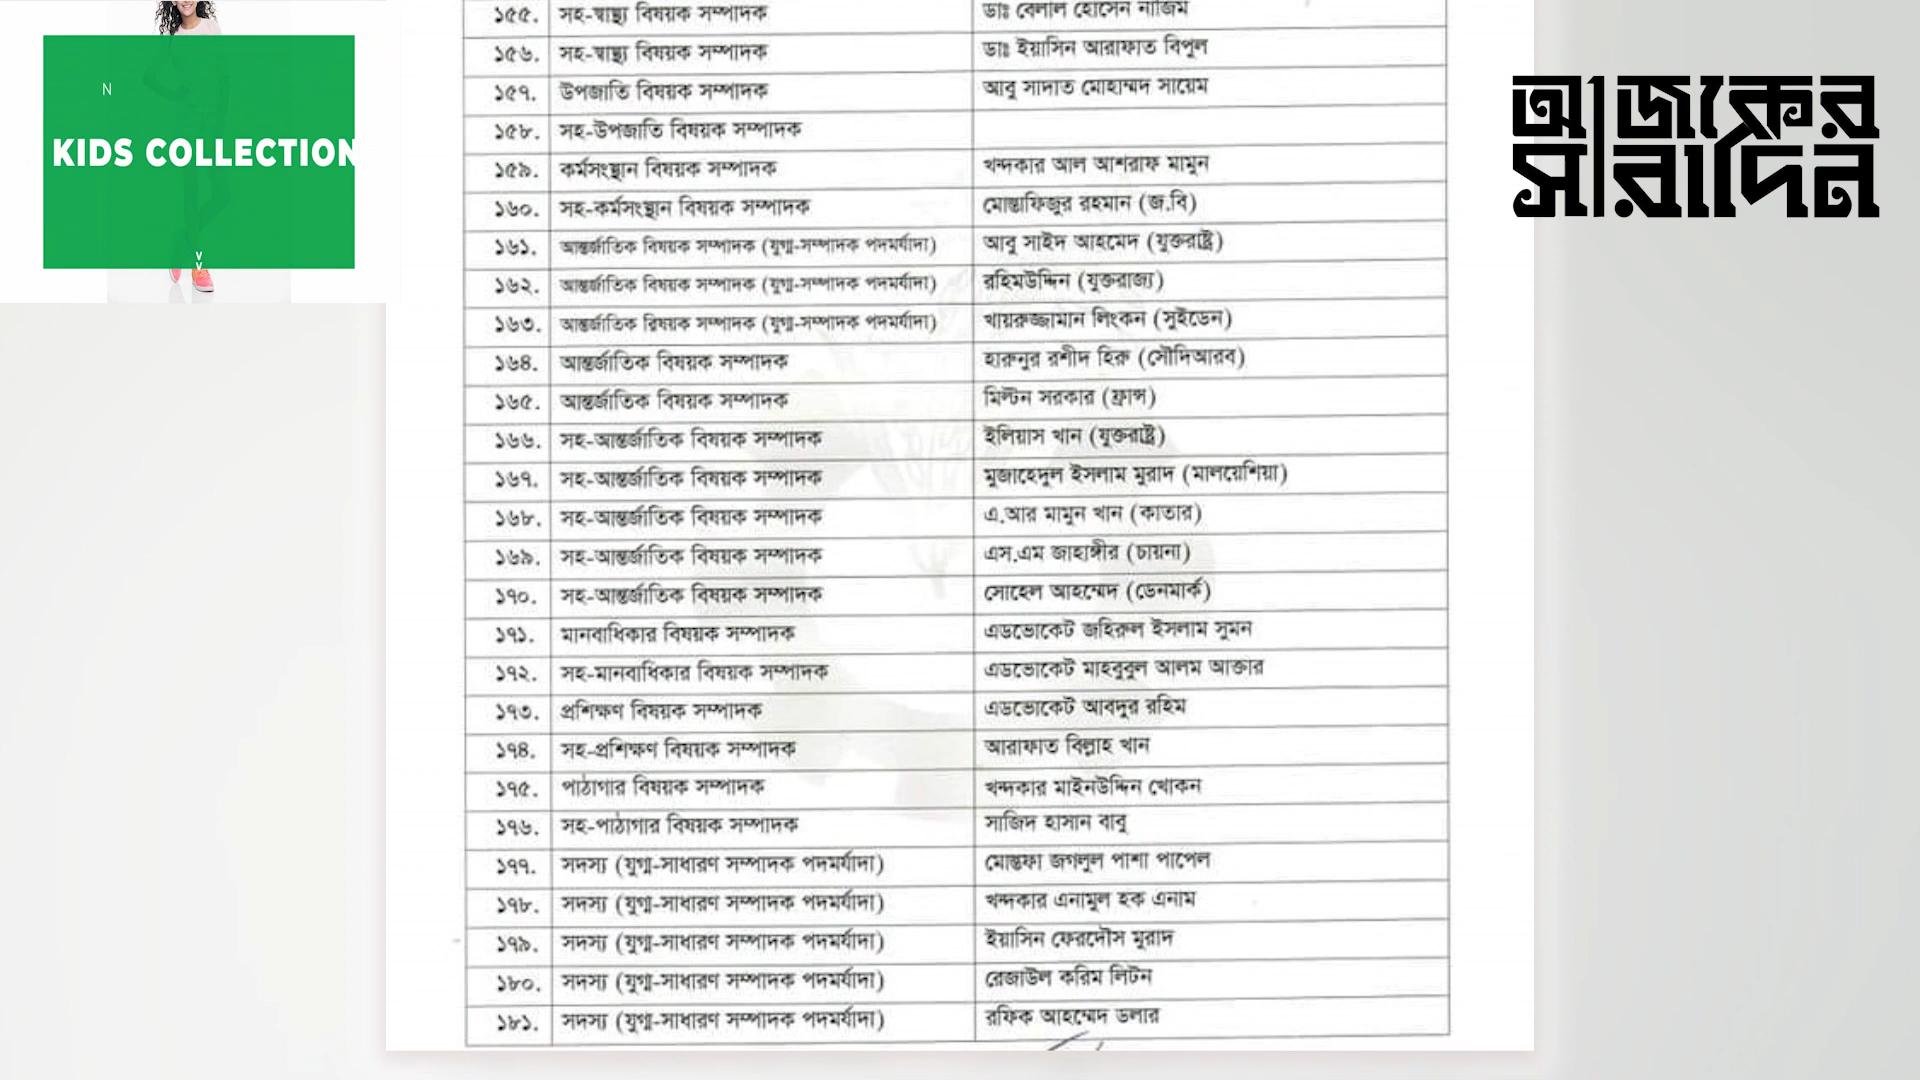 N
KIDS COLLECTION
আজকের
সারাদিন
১৫৫. সহ-স্বাস্থ্য বিষয়ক সম্পাদক ডাঃ বেলাল হোসেন নাজিম
১৫৬. সহ-স্বাস্থ্য বিষয়ক সম্পাদক ডাঃ ইয়াসিন আরাফাত বিপুল
১৫৭. উপজাতি বিষয়ক সম্পাদক আবু সাদাত মোহাম্মদ সায়েম
১৫৮. সহ-উপজাতি বিষয়ক সম্পাদক
১৫৯. কর্মসংস্থান বিষয়ক সম্পাদক খন্দকার আল আশরাফ মামুন
১৬০. সহ-কর্মসংস্থান বিষয়ক সম্পাদক মোস্তাফিজুর রহমান (জ.বি)
১৬১. আন্তর্জাতিক বিষয়ক সম্পাদক (যুগ্ম-সম্পাদক পদমর্যাদা) আবু সাইদ আহমেদ (যুক্তরাষ্ট্র)
১৬২. আন্তর্জাতিক বিষয়ক সম্পাদক (যুগ্ম-সম্পাদক পদমর্যাদা) রহিমউদ্দিন (যুক্তরাজ্য)
১৬৩. আন্তর্জাতিক বিষয়ক সম্পাদক (যুগ্ম-সম্পাদক পদমর্যাদা) খায়রুজ্জামান লিংকন (সুইডেন)
১৬৪. আন্তর্জাতিক বিষয়ক সম্পাদক হারুনুর রশীদ হিরু (সৌদিআরব)
১৬৫. আন্তর্জাতিক বিষয়ক সম্পাদক মিল্টন সরকার (ফ্রান্স)
১৬৬. সহ-আন্তর্জাতিক বিষয়ক সম্পাদক ইলিয়াস খান (যুক্তরাষ্ট্র)
১৬৭. সহ-আন্তর্জাতিক বিষয়ক সম্পাদক মুজাহেদুল ইসলাম মুরাদ (মালয়েশিয়া)
১৬৮. সহ-আন্তর্জাতিক বিষয়ক সম্পাদক এ.আর মামুন খান (কাতার)
১৬৯. সহ-আন্তর্জাতিক বিষয়ক সম্পাদক এস.এম জাহাঙ্গীর (চায়না)
১৭০. সহ-আন্তর্জাতিক বিষয়ক সম্পাদক সোহেল আহম্মেদ (ডেনমার্ক)
১৭১. মানবাধিকার বিষয়ক সম্পাদক এডভোকেট জহিরুল ইসলাম সুমন
১৭২. সহ-মানবাধিকার বিষয়ক সম্পাদক এডভোকেট মাহবুবুল আলম আক্তার
১৭৩. প্রশিক্ষণ বিষয়ক সম্পাদক এডভোকেট আবদুর রহিম
১৭৪. সহ-প্রশিক্ষণ বিষয়ক সম্পাদক আরাফাত বিল্লাহ খান
১৭৫. পাঠাগার বিষয়ক সম্পাদক খন্দকার মাইনউদ্দিন খোকন
১৭৬. সহ-পাঠাগার বিষয়ক সম্পাদক সাজিদ হাসান বাবু
১৭৭. সদস্য (যুগ্ম-সাধারণ সম্পাদক পদমর্যাদা) মোস্তফা জগলুল পাশা পাপেল
১৭৮. সদস্য (যুগ্ম-সাধারণ সম্পাদক পদমর্যাদা) খন্দকার এনামুল হক এনাম
১৭৯. সদস্য (যুগ্ম-সাধারণ সম্পাদক পদমর্যাদা) ইয়াসিন ফেরদৌস মুরাদ
১৮০. সদস্য (যুগ্ম-সাধারণ সম্পাদক পদমর্যাদা) রেজাউল করিম লিটন
১৮১. সদস্য (যুগ্ম-সাধারণ সম্পাদক পদমর্যাদা) রফিক আহম্মেদ ডলার